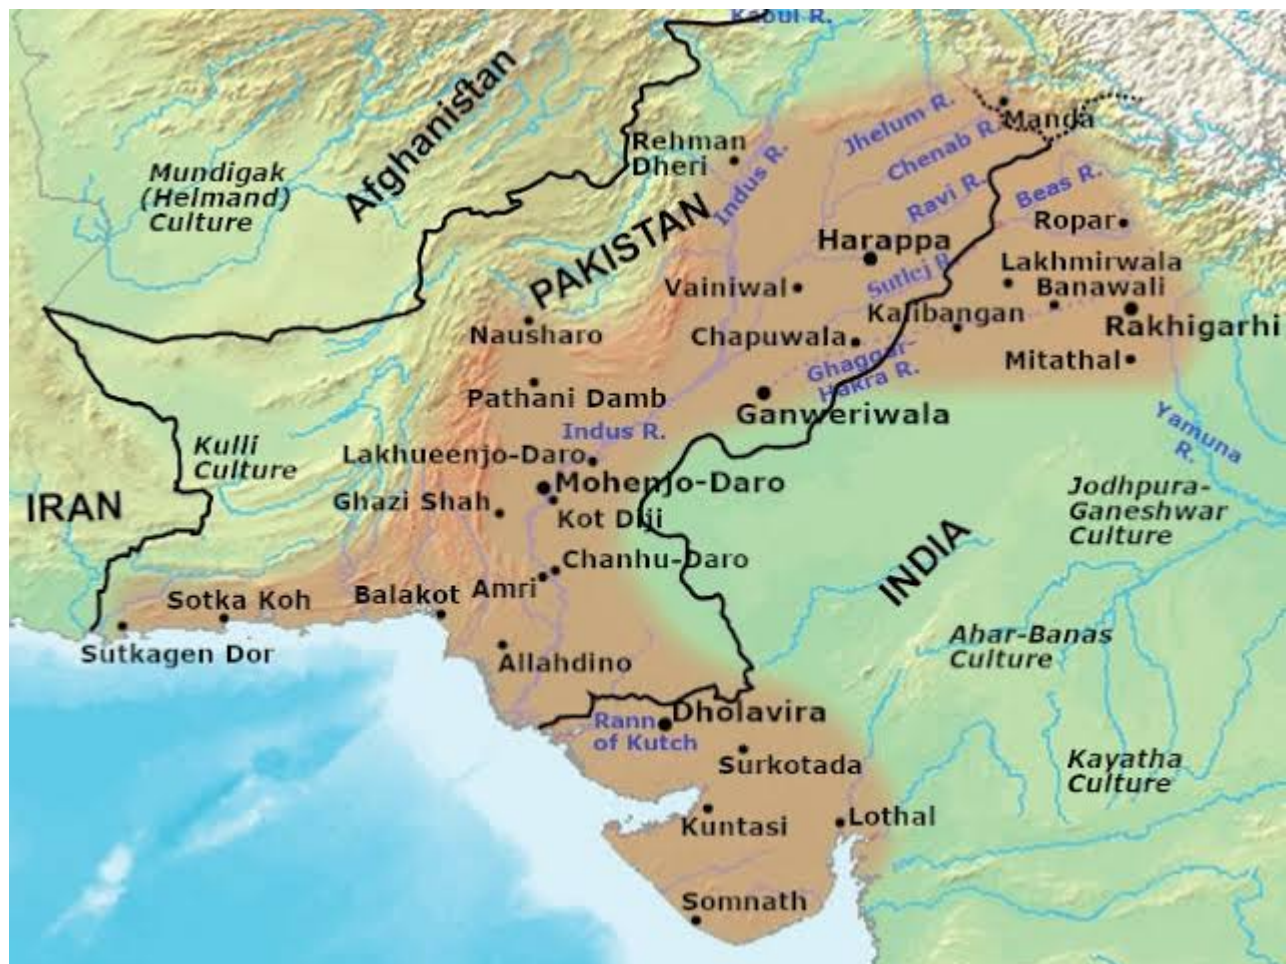 Kabul R.
Afghanistan
Mundigak
(Helmand)
Culture
Rehman
Dheri
Indus R.
Jhelum R.
Chenab R.
Manda
Ravi R.
Beas R.
PAKISTAN
Harappa
Ropar
Sutlej R.
Lakhmirwala
Vainiwal
Banawali
Kalibangan
Rakhigarhi
Nausharo
Chapuwala
Mitathal
Ghaggar-
Hakra R.
Pathani Damb
Ganweriwala
Indus R.
Yamuna
R.
Kulli
Culture
Lakhueenjo-Daro
Mohenjo-Daro
IRAN
Ghazi Shah
Kot Diji
Jodhpura-
Ganeshwar
Culture
INDIA
Chanhu-Daro
Amri
Sotka Koh
Balakot
Sutkagen Dor
Allahdino
Ahar-Banas
Culture
Rann
of Kutch
Dholavira
Surkotada
Kayatha
Culture
Kuntasi
Lothal
Somnath